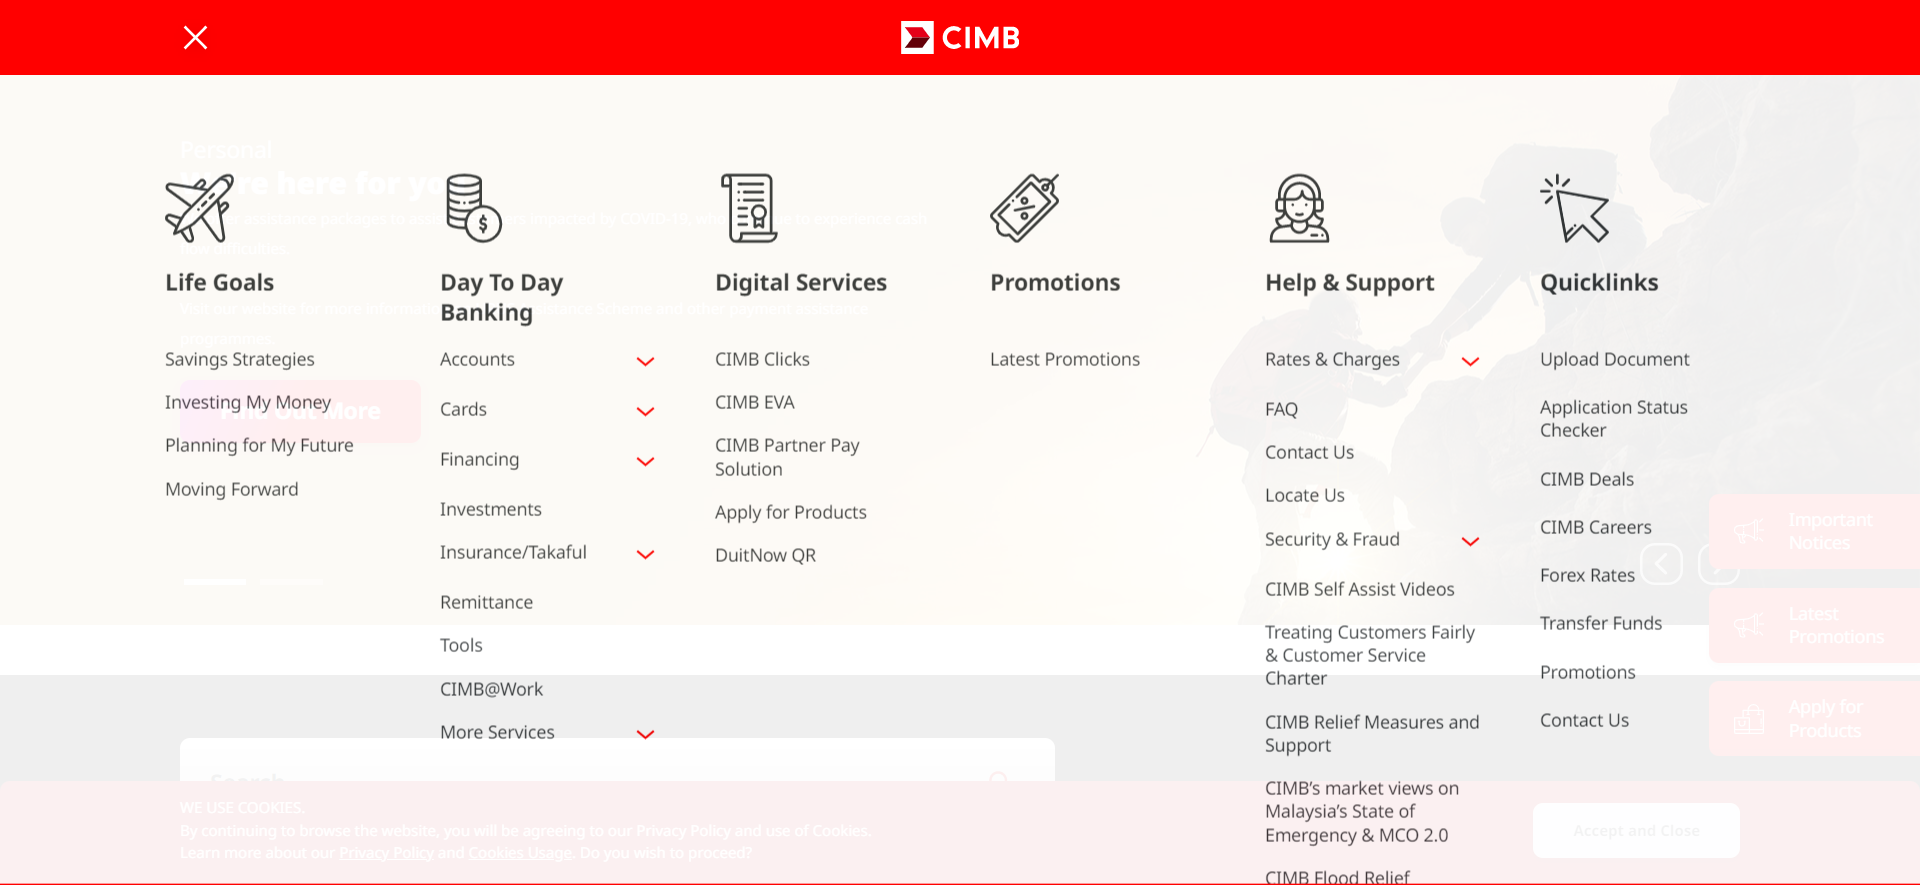 CIMB
Personal
Life Goals
Savings Strategies
Investing My Money
Planning for My Future
Moving Forward
Day To Day
Banking
Accounts
Cards
Financing
Investments
Insurance/Takaful
Remittance
Tools
CIMB@Work
More Services
Digital Services
CIMB Clicks
CIMB EVA
CIMB Partner Pay
Solution
Apply for Products
DuitNow QR
Promotions
Latest Promotions
Help & Support
Rates & Charges
FAQ
Contact Us
Locate Us
Security & Fraud
CIMB Self Assist Videos
Treating Customers Fairly
& Customer Service
Charter
CIMB Relief Measures and
Support
CIMB’s market views on
Malaysia’s State of
Emergency & MCO 2.0
CIMB Flood Relief
Quicklinks
Upload Document
Application Status
Checker
CIMB Deals
CIMB Careers
Forex Rates
Transfer Funds
Promotions
Contact Us
Important
Notices
Latest
Promotions
Apply for
Products
Search
WE USE COOKIES.
By continuing to browse the website, you will be agreeing to our Privacy Policy and use of Cookies.
Learn more about our Privacy Policy and Cookies Usage. Do you wish to proceed?
Accept and Close